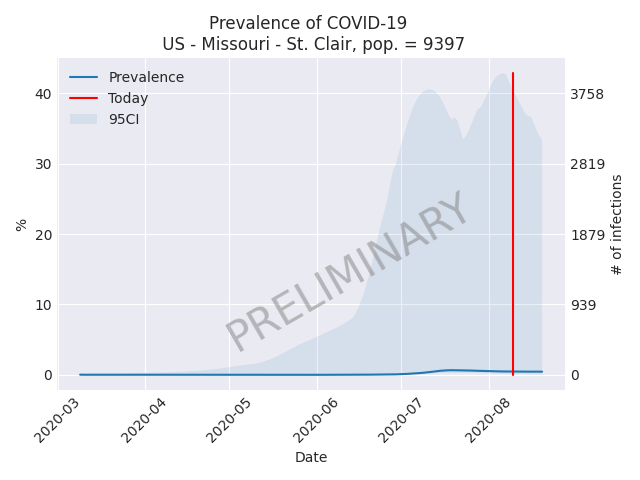 Prevalence of COVID-19
US - Missouri - St. Clair, pop. = 9397
Prevalence
Today
95CI
40
30
20
10
0
%
3758
2819
1879
939
0
# of infections
PRELIMINARY
2020-03
2020-04
2020-05
2020-06
2020-07
2020-08
Date